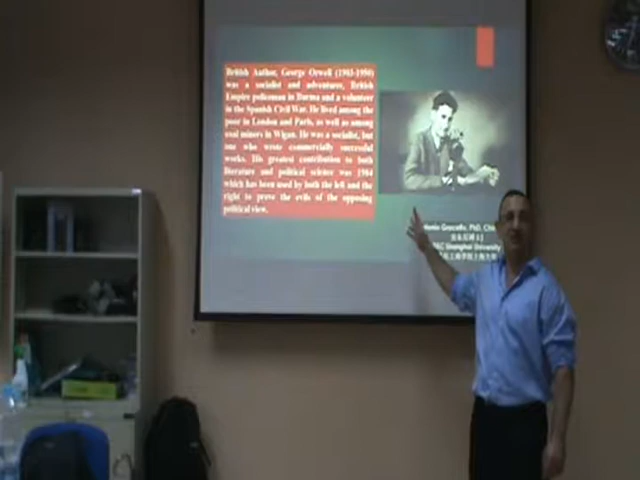 British Author, George Orwell (1903-1950)
was a socialist and adventurer, British
Empire policeman in Burma and a volunteer
in the Spanish Civil War. He lived among the
poor in London and Paris, as well as among
coal miners in Wigan. He was a socialist, but
one who wrote commercially successful
works. His greatest contribution to both
literature and political science was 1984
which has been used by both the left and the
right to prove the evils of the opposing
political view.
PhD,
Shanghai University